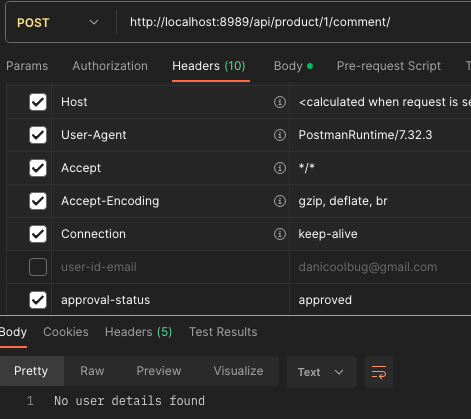 POST http://localhost:8989/api/product/1/comment/
Params Authorization Headers (10) Body Pre-request Script
Host <calculated when request is se
User-Agent PostmanRuntime/7.32.3
Accept */*
Accept-Encoding gzip, deflate, br
Connection keep-alive
user-id-email danicoolbug@gmail.com
approval-status approved
Body Cookies Headers (5) Test Results
Pretty Raw Preview Visualize Text
1 No user details found